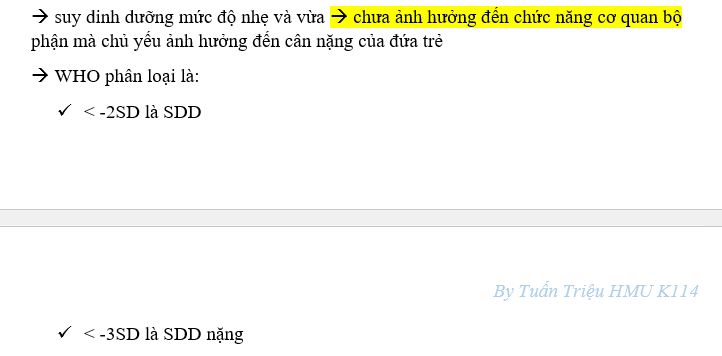 → suy dinh dưỡng mức độ nhẹ và vừa → chưa ảnh hưởng đến chức năng cơ quan bộ
phận mà chủ yếu ảnh hưởng đến cân nặng của đứa trẻ
→ WHO phân loại là:
✓ < -2SD là SDD
By Tuấn Triệu HMU K114
✓ < -3SD là SDD nặng